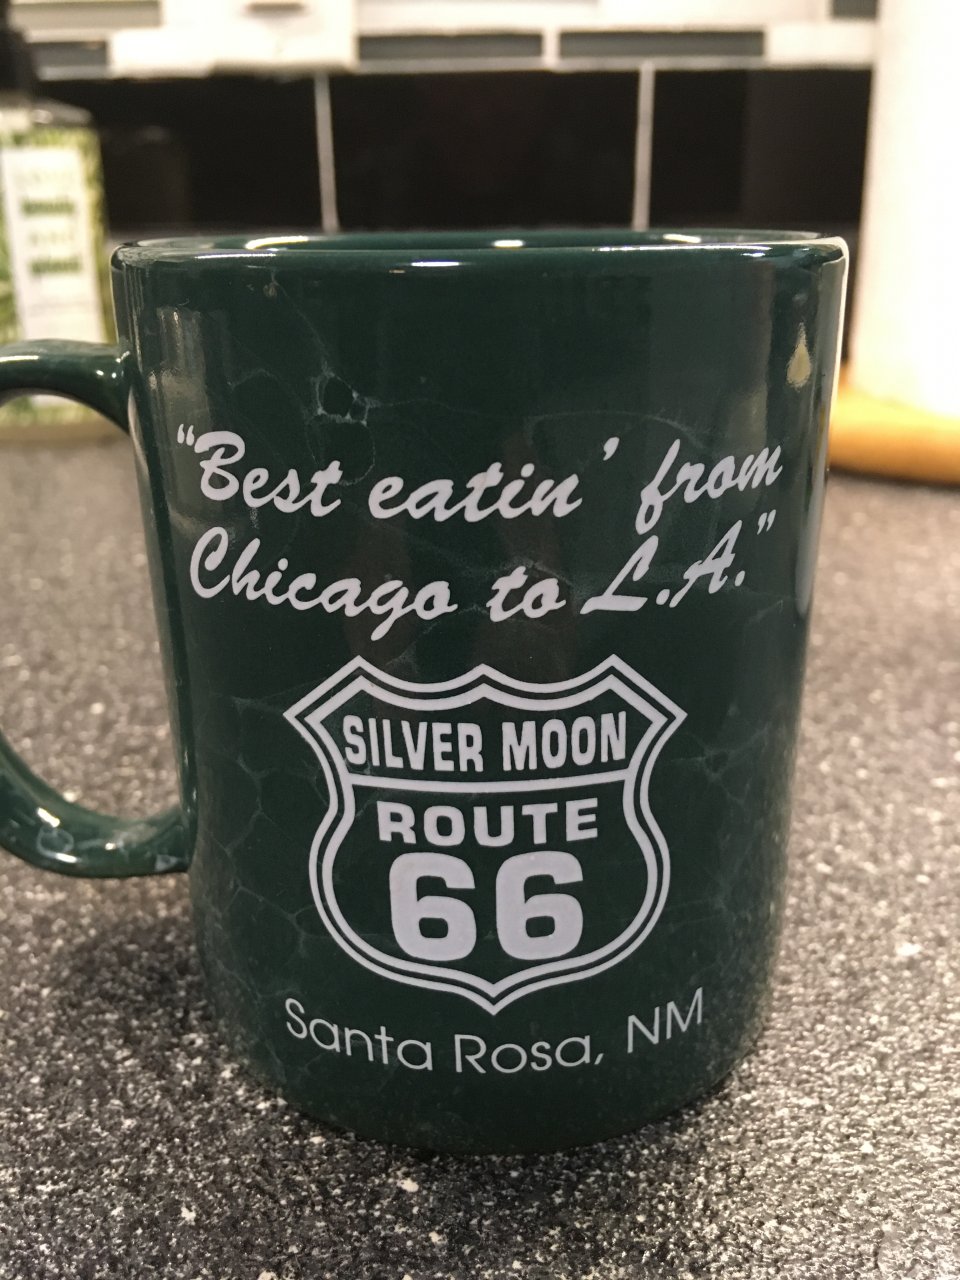 “Best eatin’ from
Chicago to L.A.”
SILVER MOON
ROUTE
66
Santa Rosa, NM